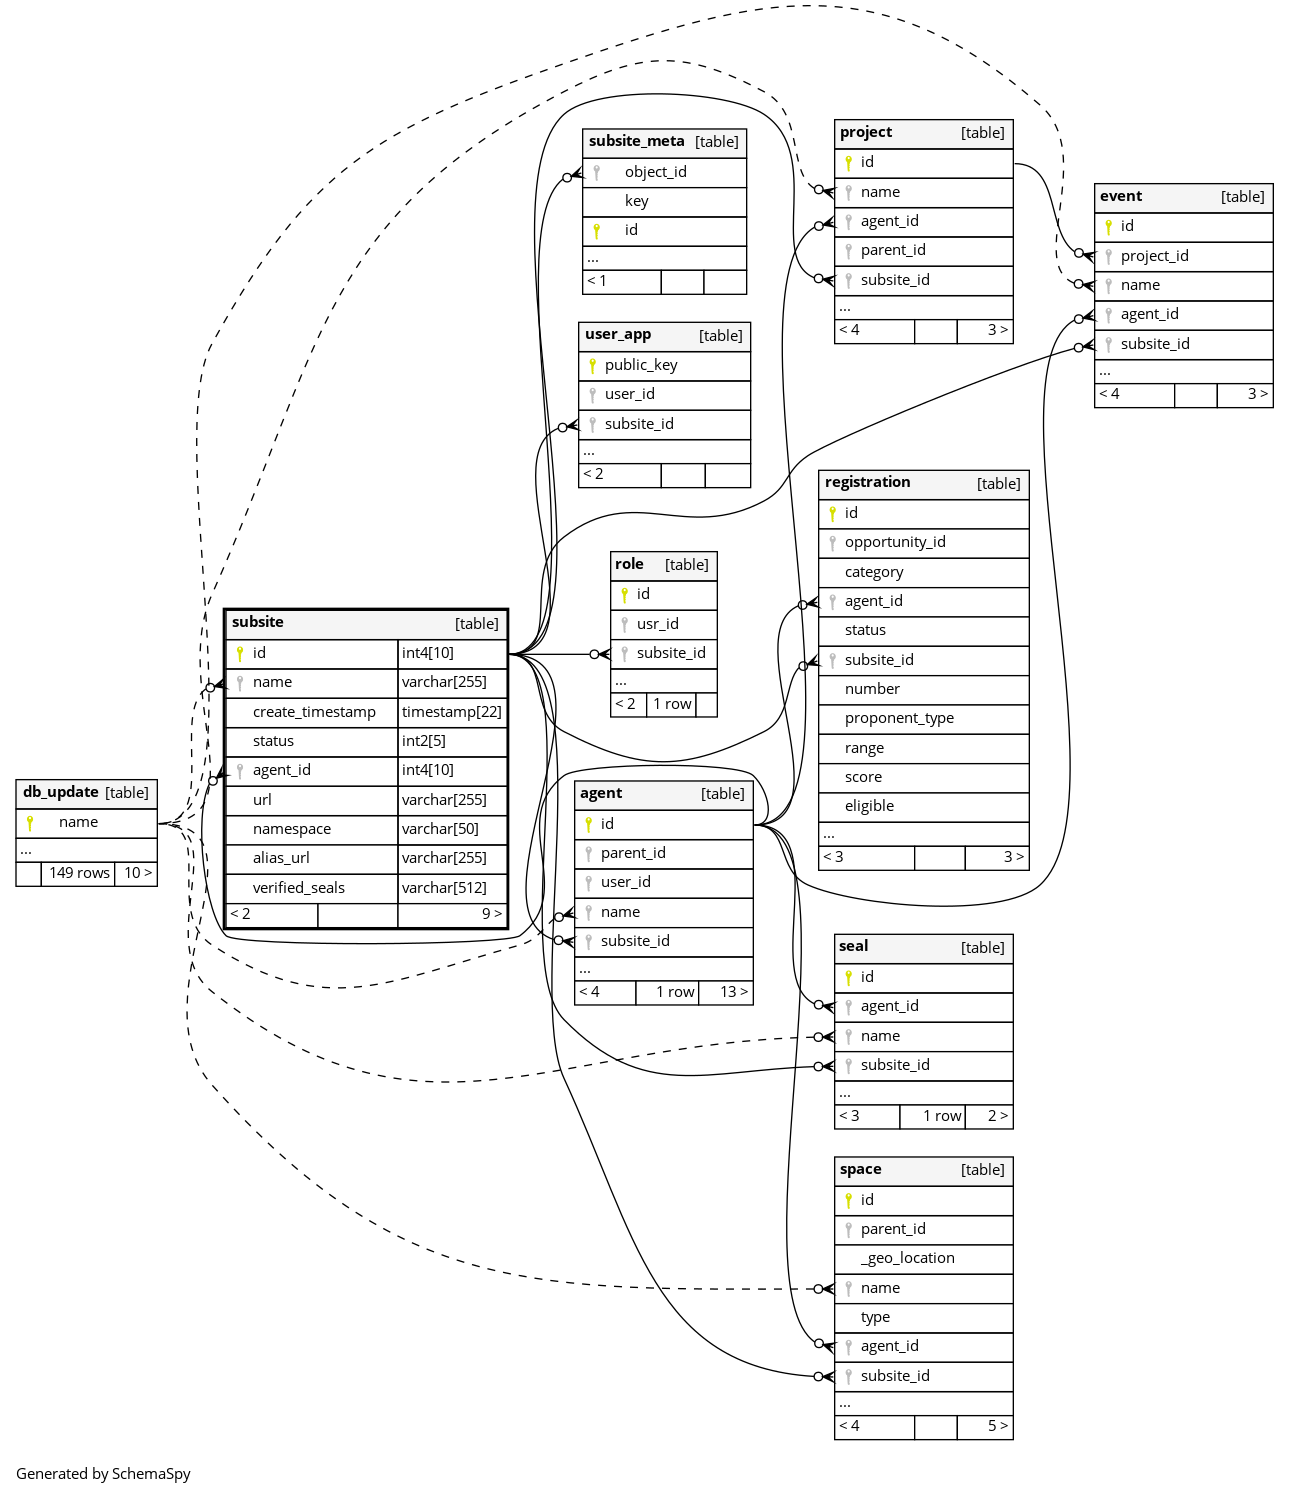 subsite_meta [table]
object_id
key
id
...
< 1
project [table]
id
name
agent_id
parent_id
subsite_id
...
< 4 3 >
event [table]
id
project_id
name
agent_id
subsite_id
...
< 4 3 >
user_app [table]
public_key
user_id
subsite_id
...
< 2
registration [table]
id
opportunity_id
category
agent_id
status
subsite_id
number
proponent_type
range
score
eligible
...
< 3 3 >
role [table]
id
usr_id
subsite_id
...
< 2 1 row
subsite [table]
id int4[10]
name varchar[255]
create_timestamp timestamp[22]
status int2[5]
agent_id int4[10]
url varchar[255]
namespace varchar[50]
alias_url varchar[255]
verified_seals varchar[512]
< 2 9 >
db_update [table]
name
...
149 rows 10 >
agent [table]
id
parent_id
user_id
name
subsite_id
...
< 4 1 row 13 >
seal [table]
id
agent_id
name
subsite_id
...
< 3 1 row 2 >
space [table]
id
parent_id
_geo_location
name
type
agent_id
subsite_id
...
< 4 5 >
Generated by SchemaSpy